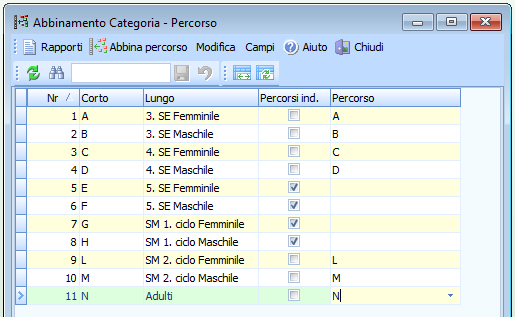 Abbinamento Categoria - Percorso
Rapporti Abbina percorso Modifica Campi Aiuto Chiudi
Nr Corto Lungo Percorsi ind. Percorso
1 A 3. SE Femminile A
2 B 3. SE Maschile B
3 C 4. SE Femminile C
4 D 4. SE Maschile D
5 E 5. SE Femminile
6 F 5. SE Maschile
7 G SM 1. ciclo Femminile
8 H SM 1. ciclo Maschile
9 L SM 2. ciclo Femminile L
10 M SM 2. ciclo Maschile M
11 N Adulti N